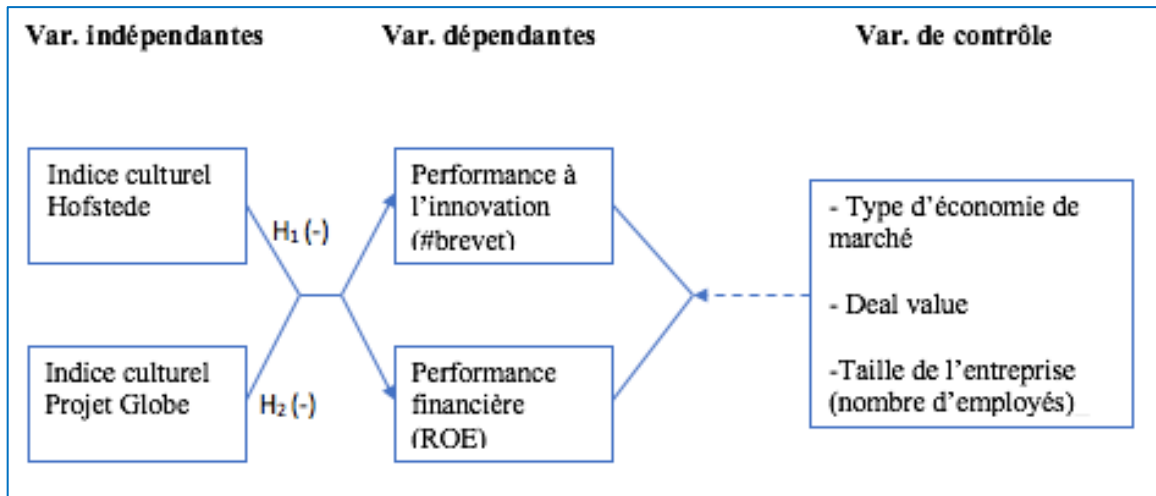 Var. indépendantes
Var. dépendantes
Var. de contrôle
Indice culturel
Hofstede
H₁ (-)
Performance à
l'innovation
(#brevet)
- Type d'économie de
marché
- Deal value
-Taille de l'entreprise
(nombre d'employés)
Indice culturel
Projet Globe
H₂ (-)
Performance
financière
(ROE)